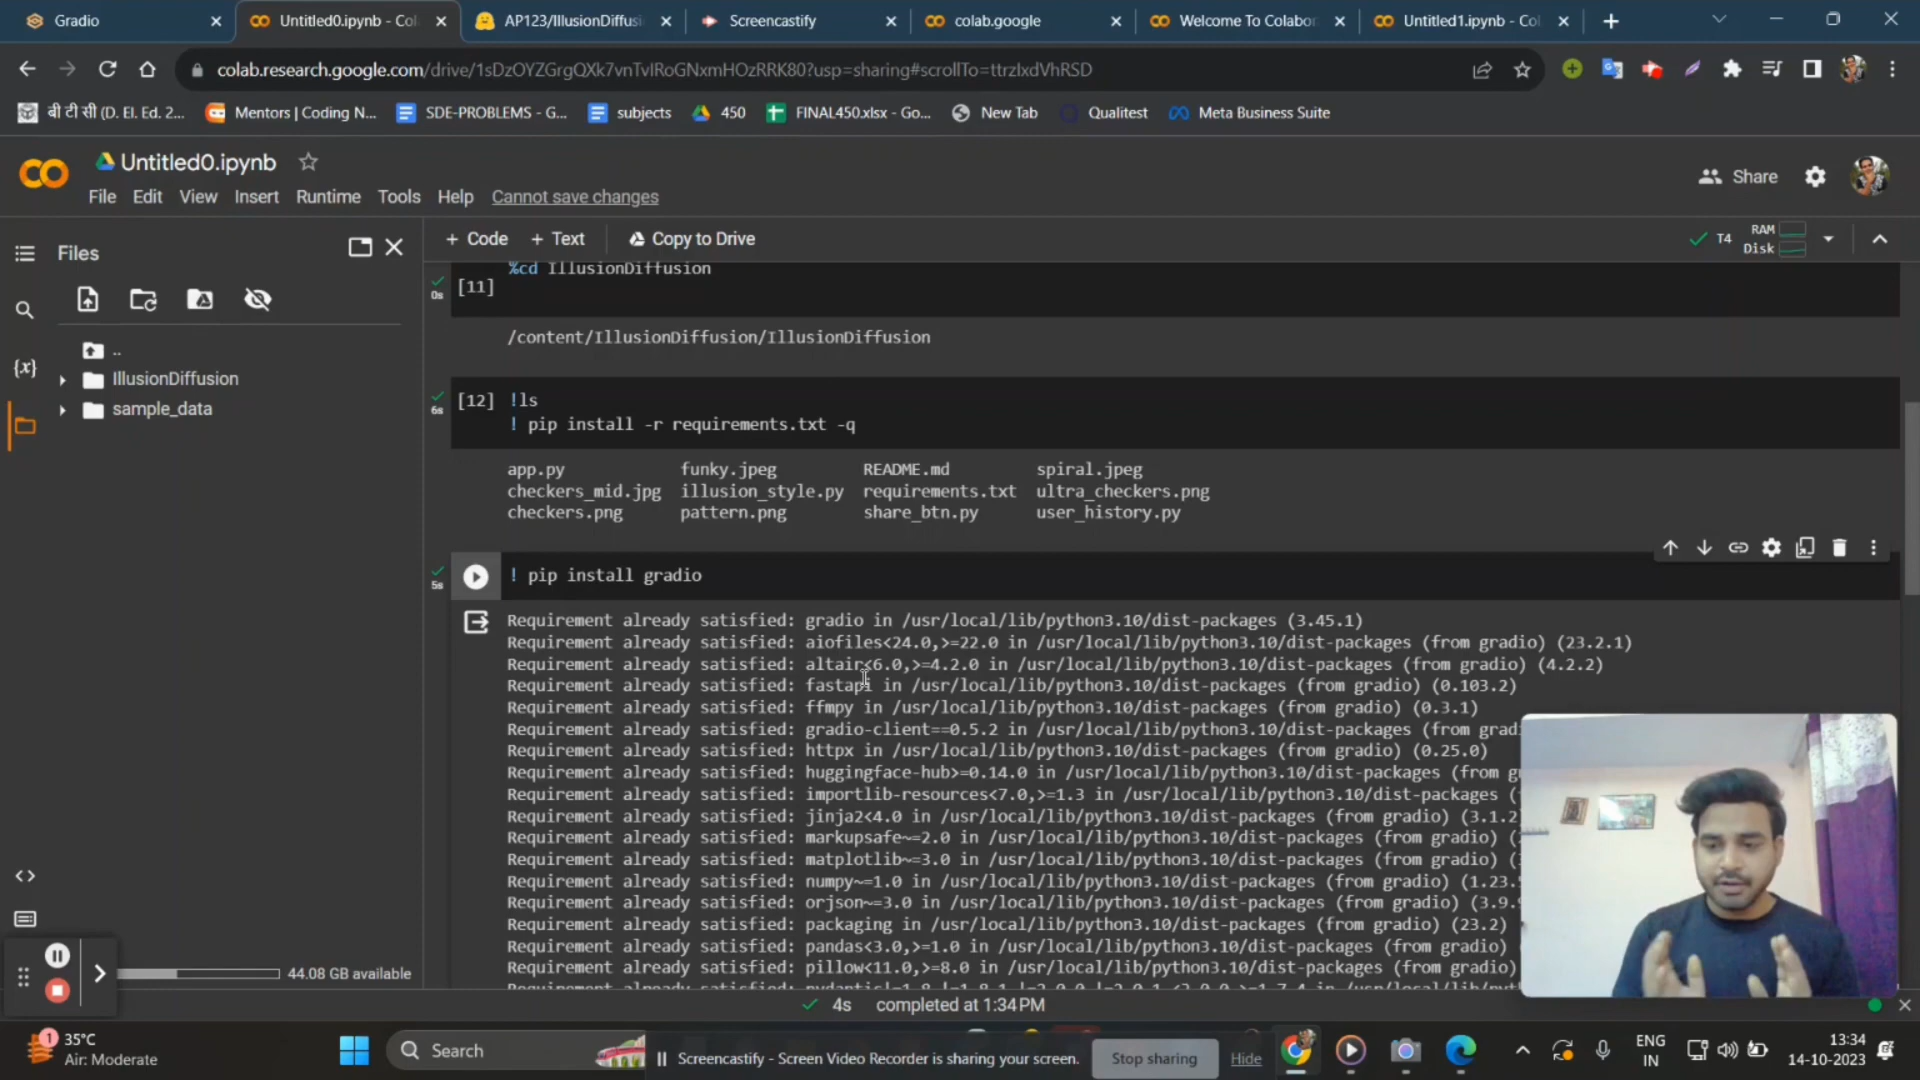 Gradio
Untitled0.ipynb - Col
AP123/IllusionDiffusi
Screencastify
colab.google
Welcome To Colabor
Untitled1.ipynb - Col
colab.research.google.com/drive/1sDzOYZGrgQXk7vnTvIRoGNxmHOzRRK80?usp=sharing#scrollTo=ttrzlxdVhRSD
बी टी सी (D. El. Ed. 2...
Mentors | Coding N...
SDE-PROBLEMS - G...
subjects
450
FINAL450.xlsx - Go...
New Tab
Qualitest
Meta Business Suite
Untitled0.ipynb
File Edit View Insert Runtime Tools Help Cannot save changes
Share
Files
+ Code + Text Copy to Drive
T4 RAM
Disk
..
IllusionDiffusion
sample_data
44.08 GB available
%cd IllusionDiffusion
[11]
0s
/content/IllusionDiffusion/IllusionDiffusion
[12] !ls
6s
! pip install -r requirements.txt -q
app.py funky.jpeg README.md spiral.jpeg
checkers_mid.jpg illusion_style.py requirements.txt ultra_checkers.png
checkers.png pattern.png share_btn.py user_history.py
5s
! pip install gradio
Requirement already satisfied: gradio in /usr/local/lib/python3.10/dist-packages (3.45.1)
Requirement already satisfied: aiofiles<24.0,>=22.0 in /usr/local/lib/python3.10/dist-packages (from gradio) (23.2.1)
Requirement already satisfied: altair<6.0,>=4.2.0 in /usr/local/lib/python3.10/dist-packages (from gradio) (4.2.2)
Requirement already satisfied: fastapi in /usr/local/lib/python3.10/dist-packages (from gradio) (0.103.2)
Requirement already satisfied: ffmpy in /usr/local/lib/python3.10/dist-packages (from gradio) (0.3.1)
Requirement already satisfied: gradio-client==0.5.2 in /usr/local/lib/python3.10/dist-packages (from gradi
Requirement already satisfied: httpx in /usr/local/lib/python3.10/dist-packages (from gradio) (0.25.0)
Requirement already satisfied: huggingface-hub>=0.14.0 in /usr/local/lib/python3.10/dist-packages (from g
Requirement already satisfied: importlib-resources<7.0,>=1.3 in /usr/local/lib/python3.10/dist-packages (
Requirement already satisfied: jinja2<4.0 in /usr/local/lib/python3.10/dist-packages (from gradio) (3.1.2
Requirement already satisfied: markupsafe~=2.0 in /usr/local/lib/python3.10/dist-packages (from gradio) (
Requirement already satisfied: matplotlib~=3.0 in /usr/local/lib/python3.10/dist-packages (from gradio) (
Requirement already satisfied: numpy~=1.0 in /usr/local/lib/python3.10/dist-packages (from gradio) (1.23.
Requirement already satisfied: orjson~=3.0 in /usr/local/lib/python3.10/dist-packages (from gradio) (3.9.
Requirement already satisfied: packaging in /usr/local/lib/python3.10/dist-packages (from gradio) (23.2)
Requirement already satisfied: pandas<3.0,>=1.0 in /usr/local/lib/python3.10/dist-packages (from gradio) (
Requirement already satisfied: pillow<11.0,>=8.0 in /usr/local/lib/python3.10/dist-packages (from gradio)
4s completed at 1:34 PM
1
35°C
Air: Moderate
Search
Screencastify - Screen Video Recorder is sharing your screen.
Stop sharing
Hide
ENG
IN
13:34
14-10-2023